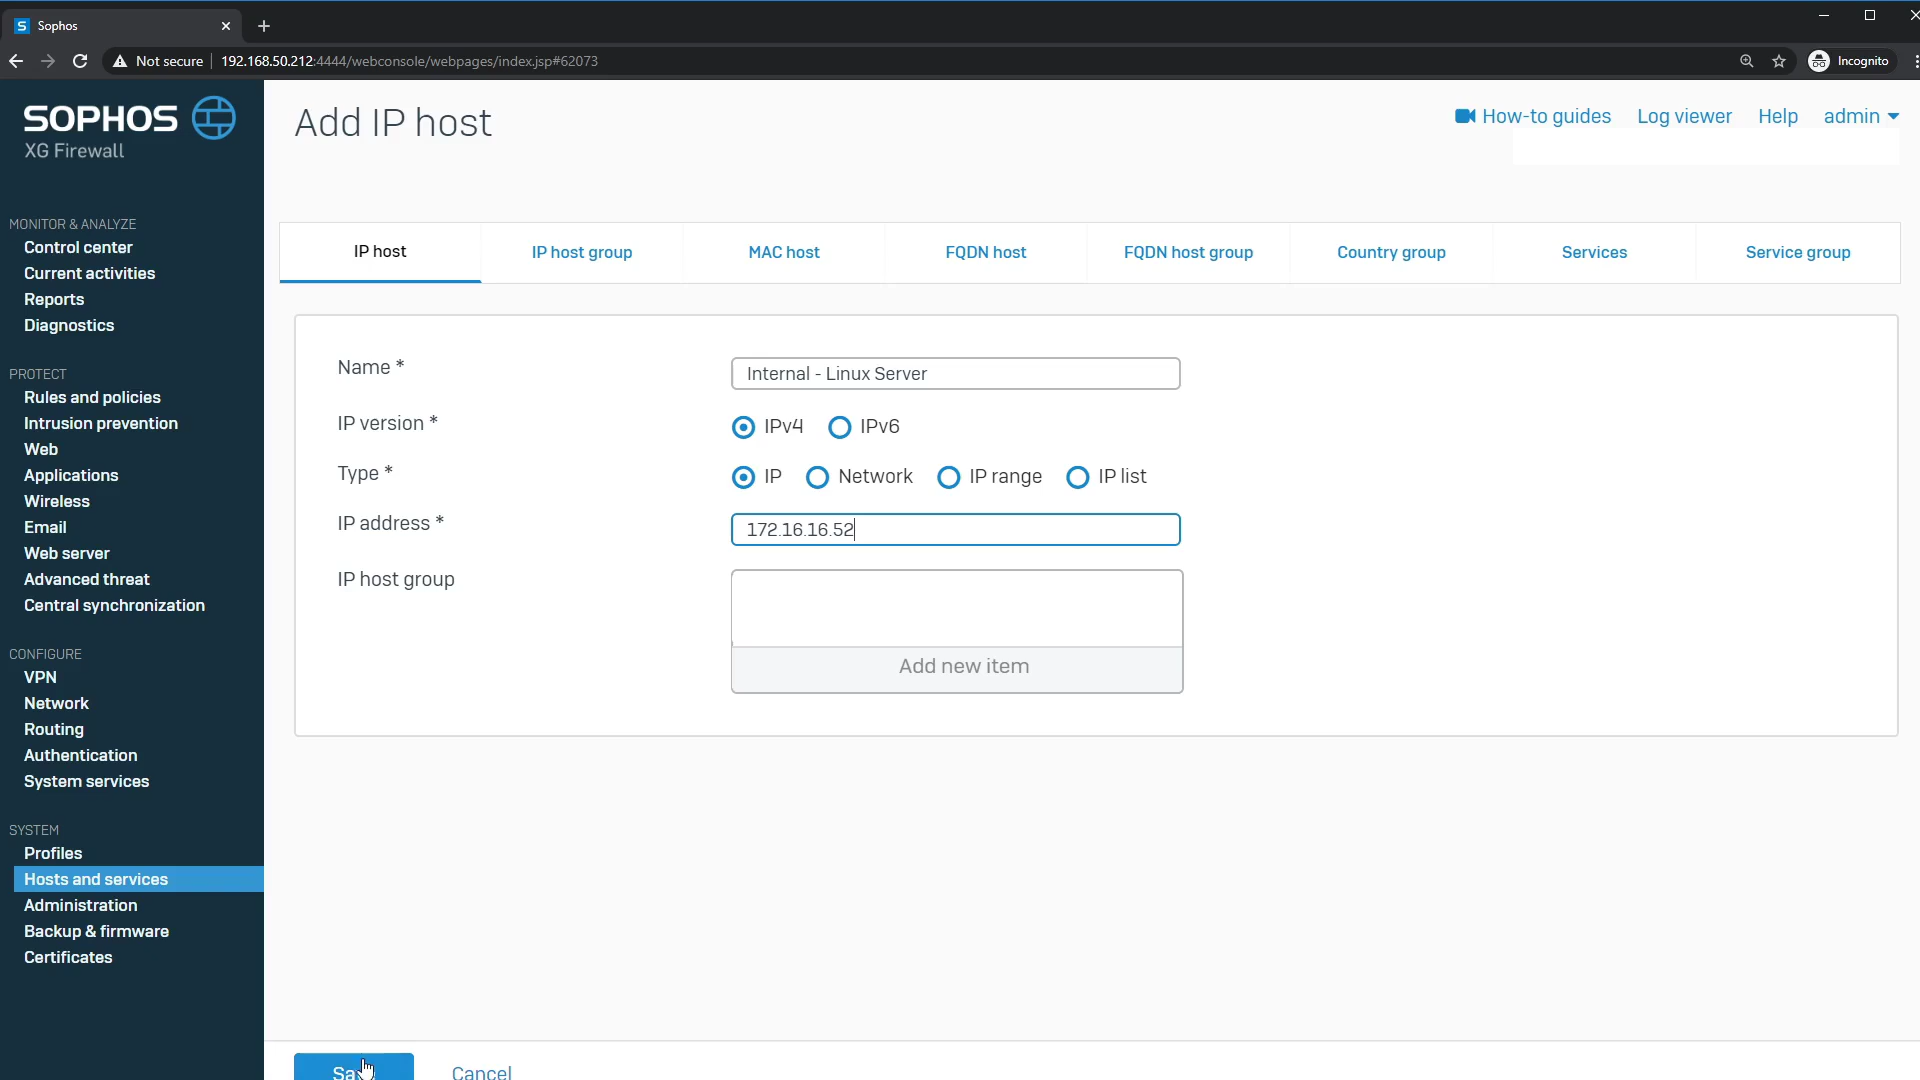 Sophos
Not secure
192.168.50.212:4444/webconsole/webpages/index.jsp#62073
Incognito
SOPHOS
XG Firewall
Add IP host
How-to guides
Log viewer
Help
admin
MONITOR & ANALYZE
Control center
Current activities
Reports
Diagnostics
PROTECT
Rules and policies
Intrusion prevention
Web
Applications
Wireless
Email
Web server
Advanced threat
Central synchronization
CONFIGURE
VPN
Network
Routing
Authentication
System services
SYSTEM
Profiles
Hosts and services
Administration
Backup & firmware
Certificates
IP host
IP host group
MAC host
FQDN host
FQDN host group
Country group
Services
Service group
Name *
Internal - Linux Server
IP version *
IPv4
IPv6
Type *
IP
Network
IP range
IP list
IP address *
172.16.16.52
IP host group
Add new item
Cancel